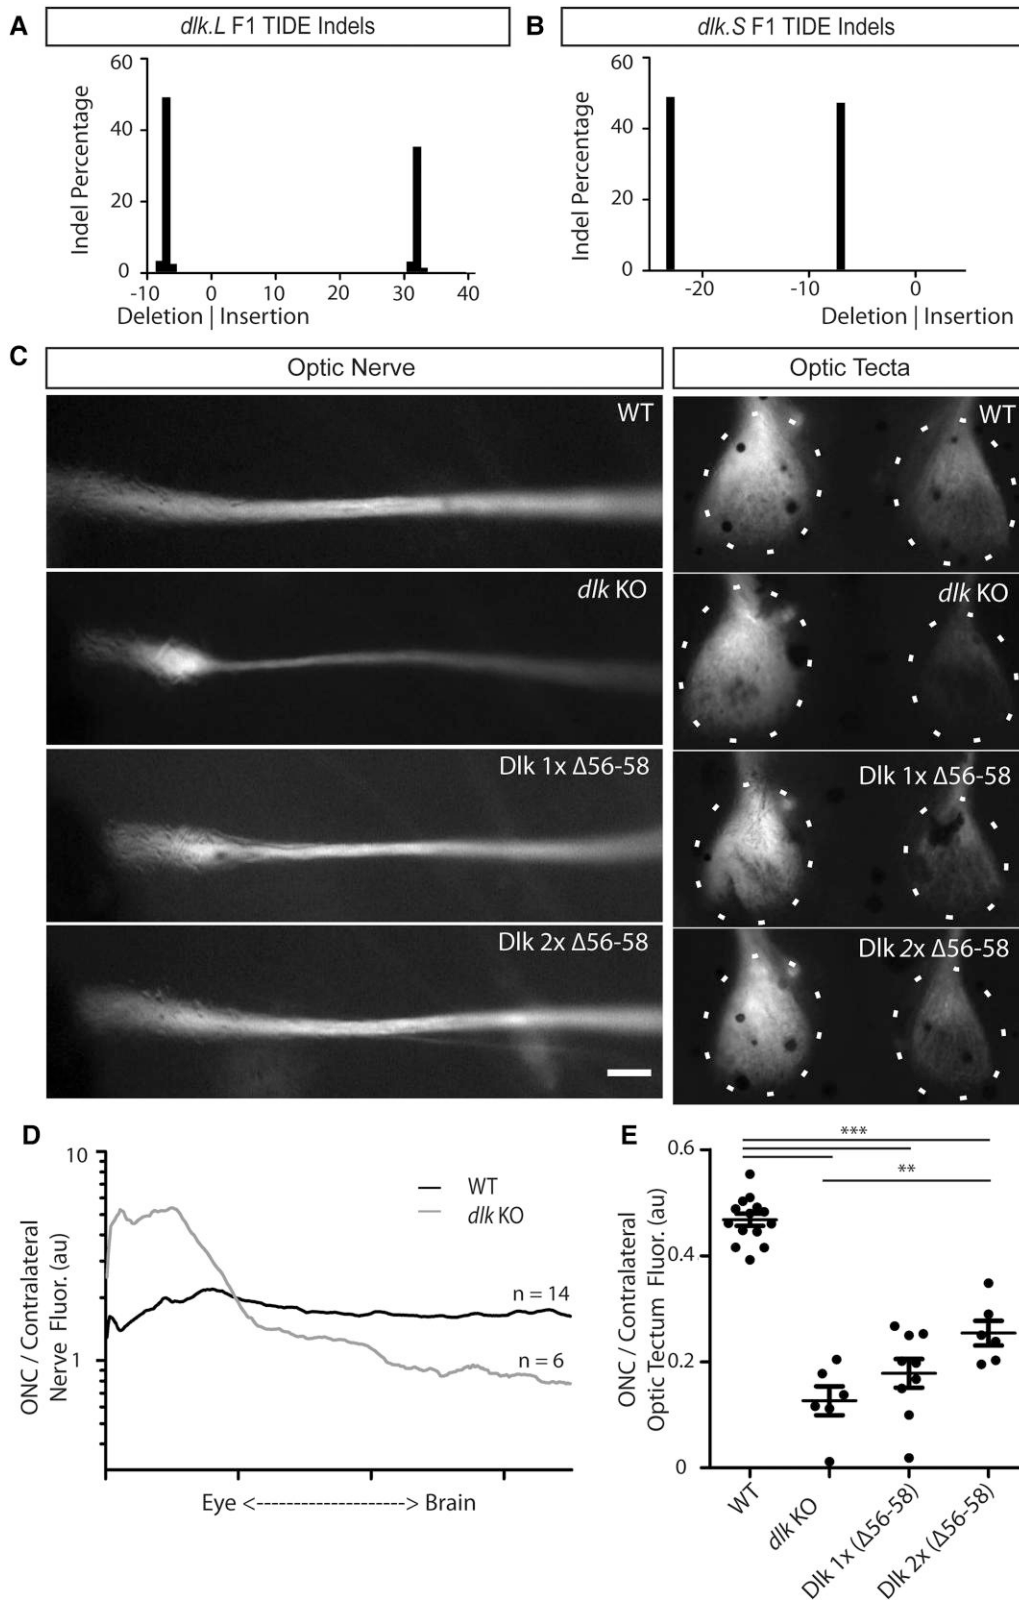 A
dlk.L F1 TIDE Indels
Indel Percentage
60
40
20
0
-10 0 10 20 30 40
Deletion | Insertion
B
dlk.S F1 TIDE Indels
Indel Percentage
60
40
20
0
-20 -10 0
Deletion | Insertion
C
Optic Nerve
Optic Tecta
WT
WT
dlk KO
dlk KO
Dlk 1x Δ56-58
Dlk 1x Δ56-58
Dlk 2x Δ56-58
Dlk 2x Δ56-58
D
ONC / Contralateral
Nerve Fluor. (au)
10
1
WT
dlk KO
n = 14
n = 6
Eye <--------------------> Brain
E
ONC / Contralateral
Optic Tectum Fluor. (au)
0.6
0.4
0.2
0
***
**
WT
dlk KO
Dlk 1x (Δ56-58)
Dlk 2x (Δ56-58)